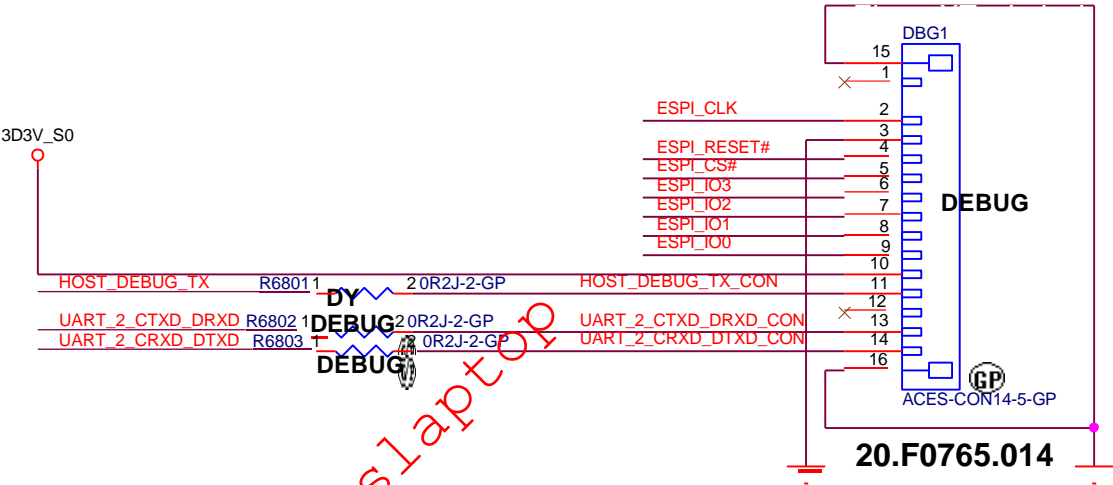 DBG1
15
1
ESPI_CLK
2
3
3D3V_S0
ESPI_RESET#
4
ESPI_CS#
5
ESPI_IO3
6
ESPI_IO2
7
DEBUG
ESPI_IO1
8
ESPI_IO0
9
10
HOST_DEBUG_TX R6801 1 2 0R2J-2-GP HOST_DEBUG_TX_CON 11
DY
12
UART_2_CTXD_DRXD R6802 1 2 0R2J-2-GP UART_2_CTXD_DRXD_CON 13
DEBUG
UART_2_CRXD_DTXD R6803 1 2 0R2J-2-GP UART_2_CRXD_DTXD_CON 14
DEBUG
16
GP
ACES-CON14-5-GP
20.F0765.014
slaptop